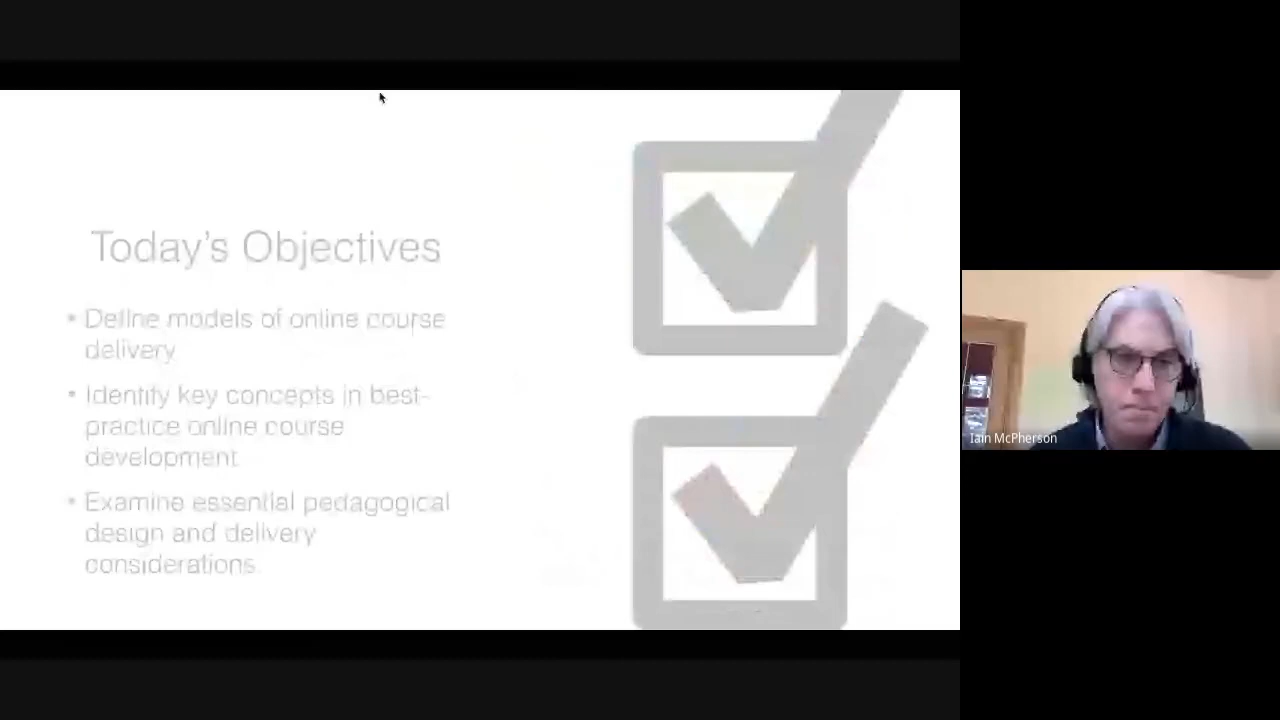 Today's Objectives
• Define models of online course
delivery
• Identify key concepts in best-
practice online course
development
• Examine essential pedagogical
design and delivery
considerations.
Iain McPherson